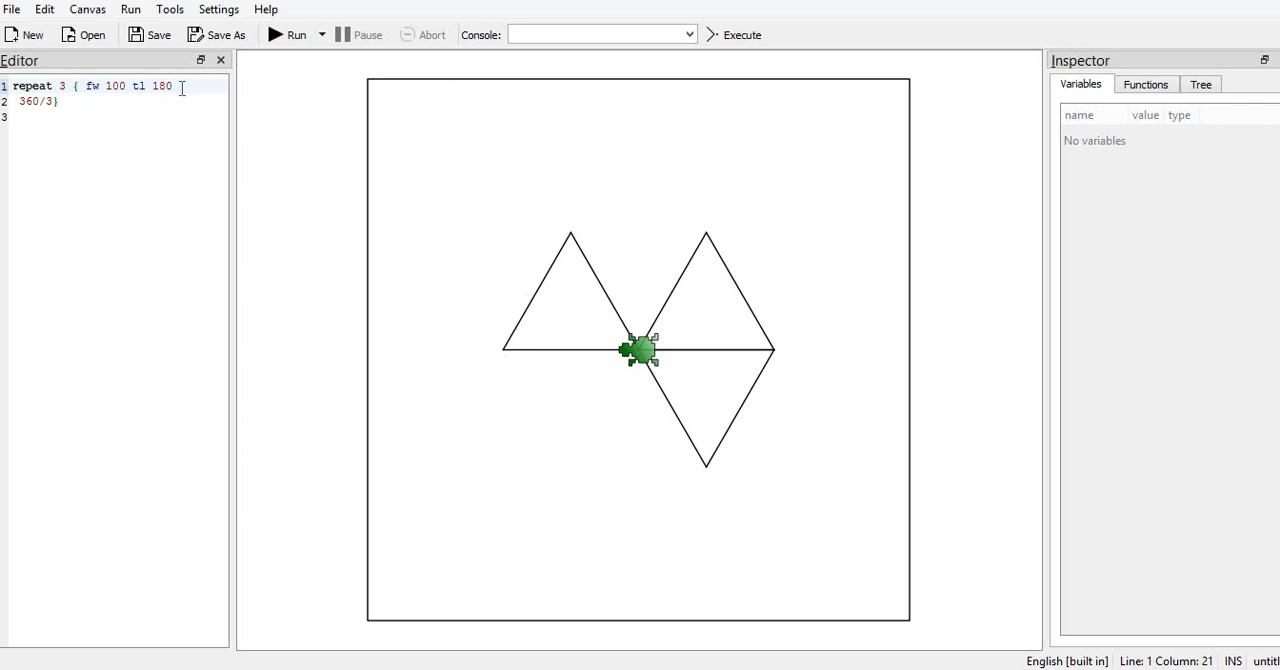 File Edit Canvas Run Tools Settings Help
New Open Save Save As Run Pause Abort Console: Execute
Editor
1 repeat 3 { fw 100 tl 180
2 360/3}
3
Inspector
Variables Functions Tree
name value type
No variables
English [built in] Line: 1 Column: 21 INS untitl